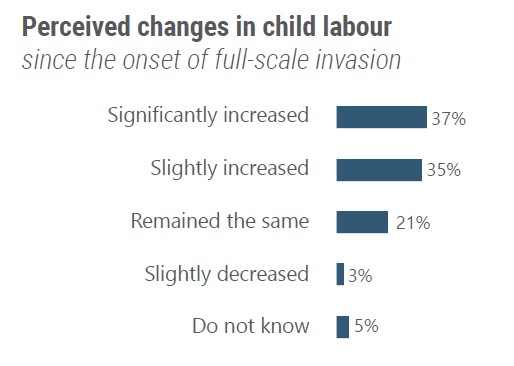 Perceived changes in child labour
since the onset of full-scale invasion
Significantly increased 37%
Slightly increased 35%
Remained the same 21%
Slightly decreased 3%
Do not know 5%